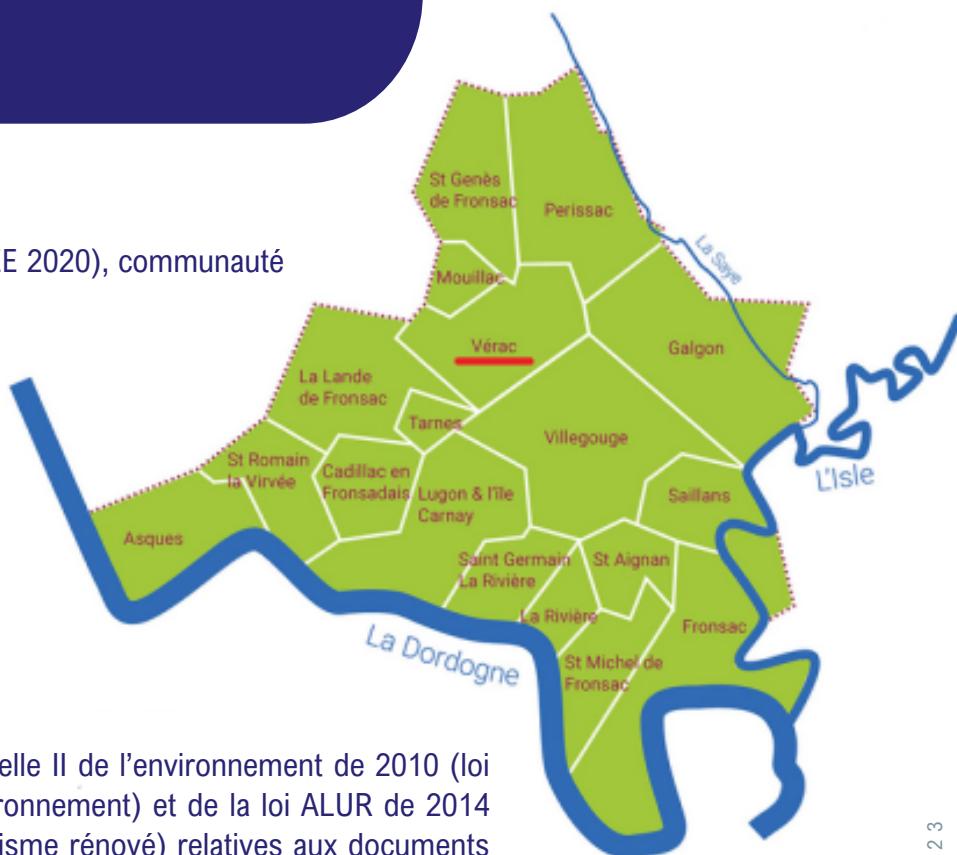 E 2020), communauté
St Genès
de Fronsac
Perissac
La Saye
Mouillac
Vérac
Galgon
La Lande
de Fronsac
Tarnes
Villegouge
St Romain
la Virvée
Cadillac en
Fronsadais
Lugon & l'île
Carnay
Saillans
L'Isle
Asques
Saint Germain
La Rivière
St Aignan
La Rivière
Fronsac
La Dordogne
St Michel de
Fronsac
elle II de l'environnement de 2010 (loi
ronnement) et de la loi ALUR de 2014
isme rénové) relatives aux documents
23